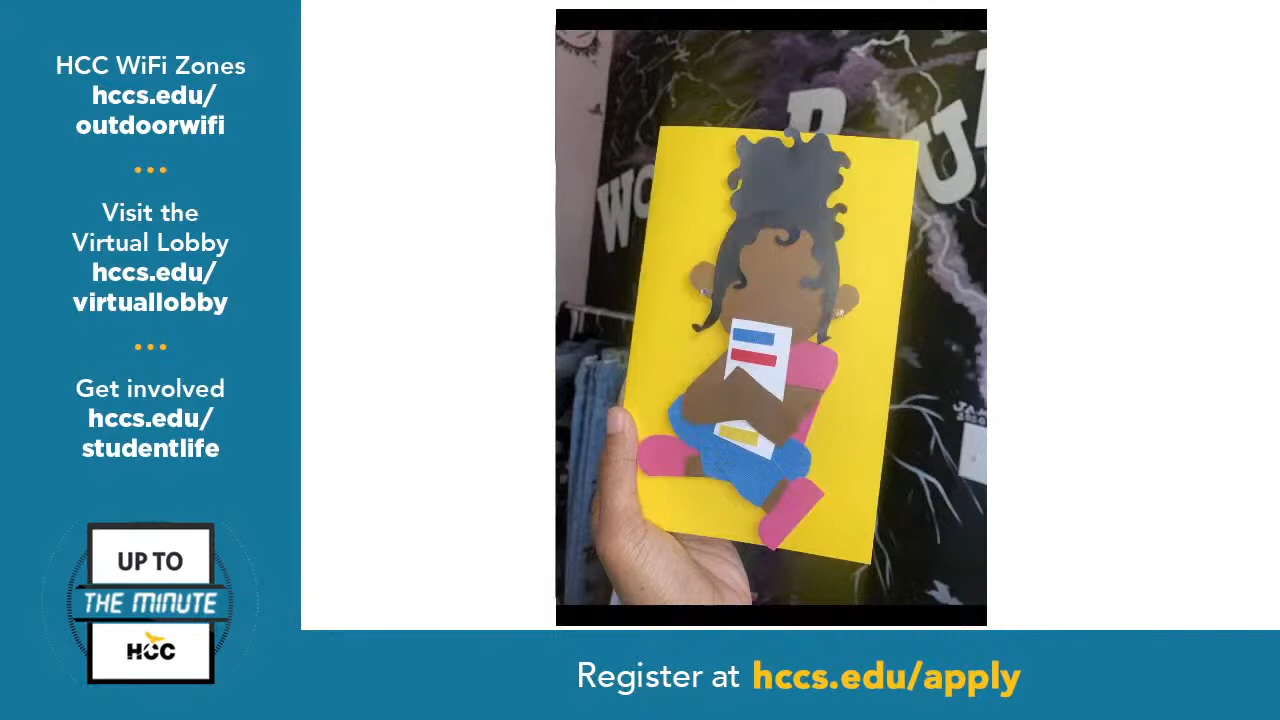 HCC WiFi Zones
hccs.edu/
outdoorwifi
Visit the
Virtual Lobby
hccs.edu/
virtuallobby
Get involved
hccs.edu/
studentlife
UP TO
THE MINUTE
HCC
Register at hccs.edu/apply